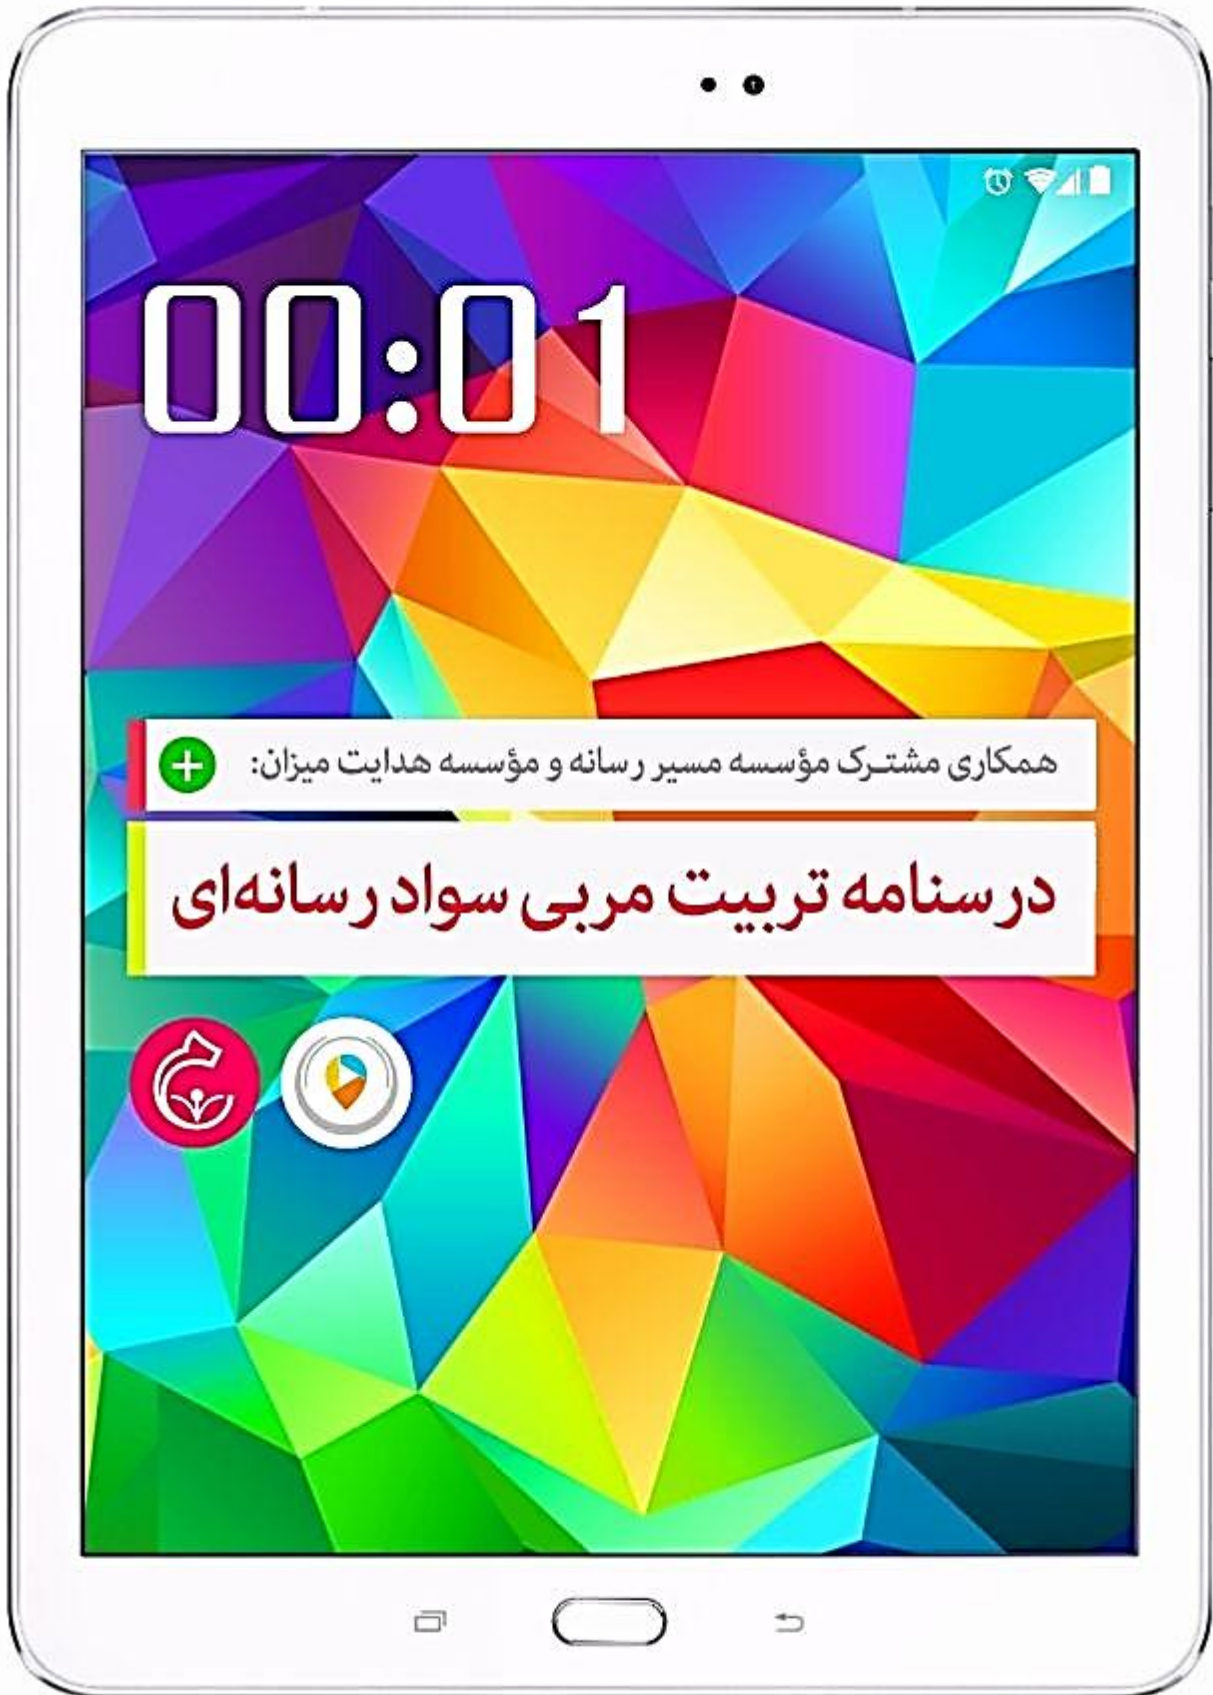 00:01
همکاری مشترک مؤسسه مسیر رسانه و مؤسسه هدایت میزان:
درسنامه تربیت مربی سواد رسانه‌ای